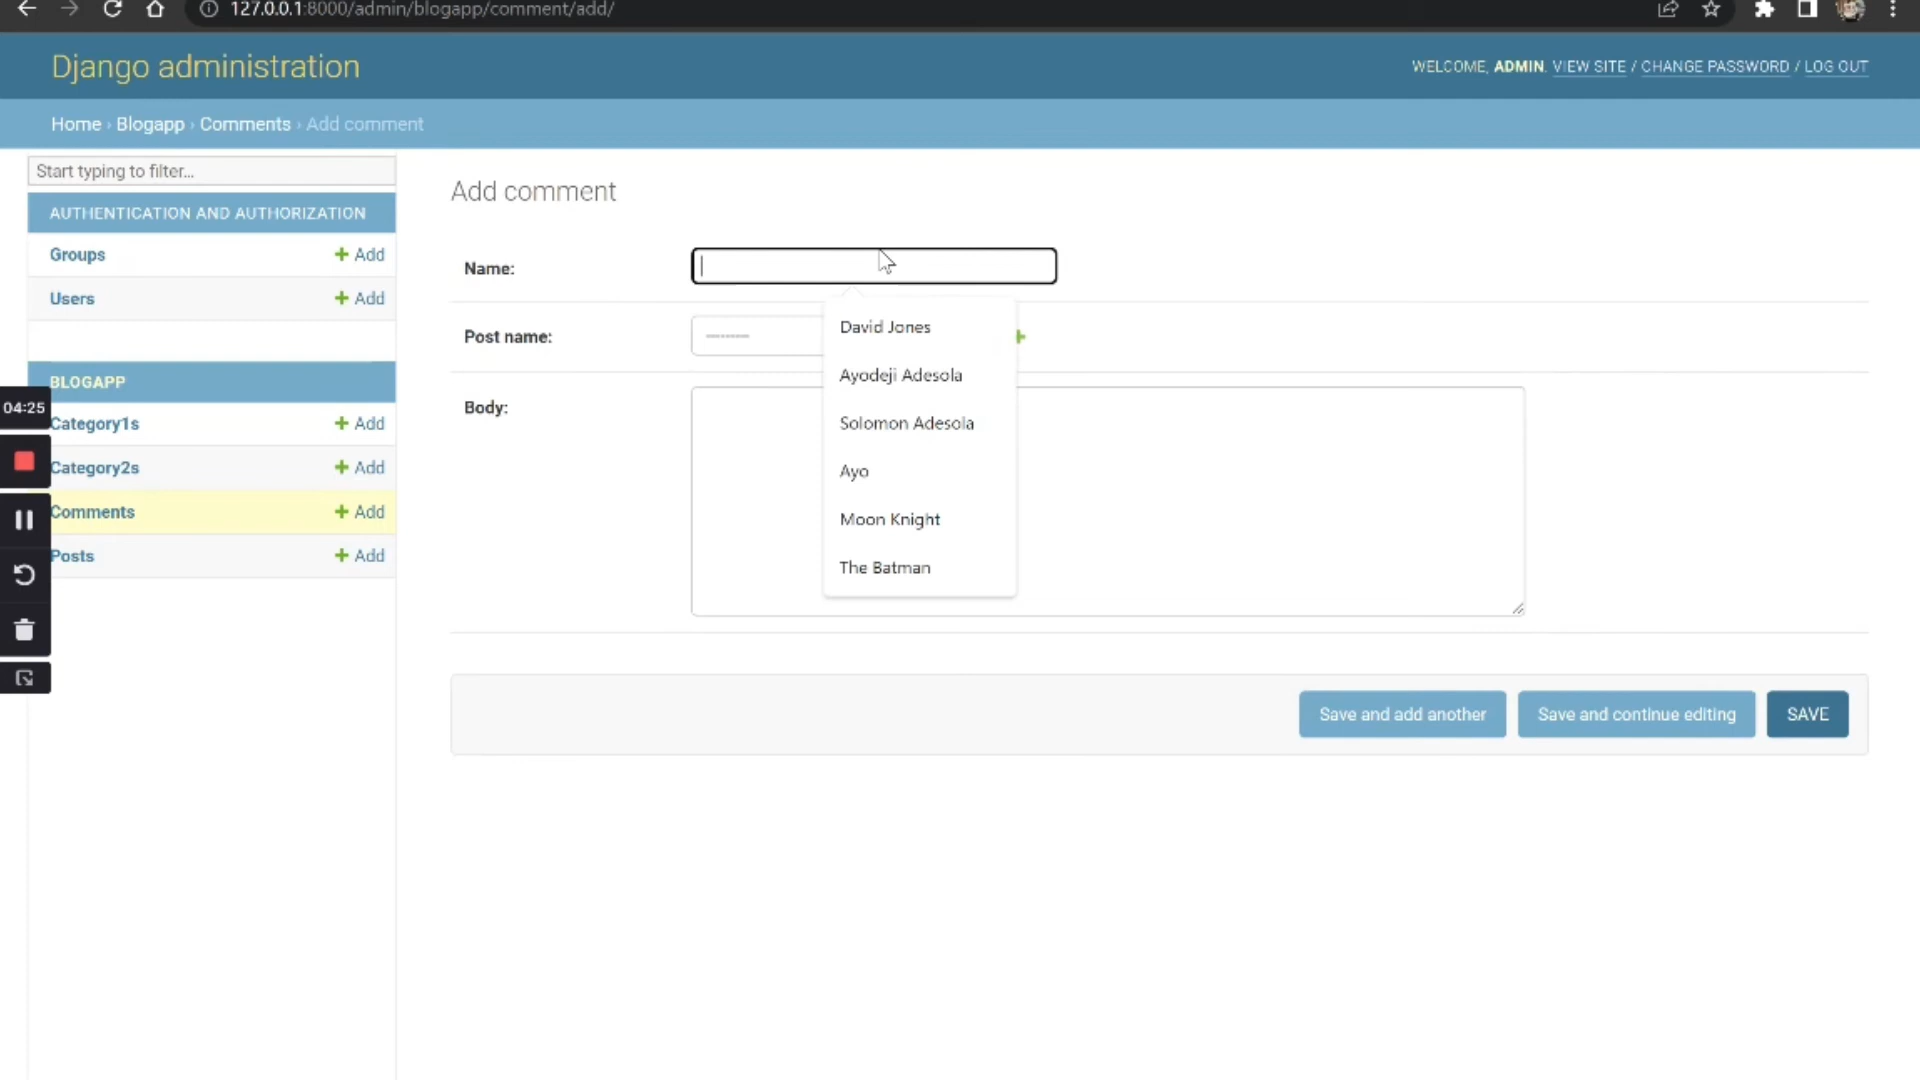 127.0.0.1:8000/admin/blogapp/comment/add/
Django administration
WELCOME, ADMIN. VIEW SITE / CHANGE PASSWORD / LOG OUT
Home › Blogapp › Comments › Add comment
Start typing to filter...
AUTHENTICATION AND AUTHORIZATION
Groups + Add
Users + Add
BLOGAPP
Category1s + Add
Category2s + Add
Comments + Add
Posts + Add
04:25
Add comment
Name:
Post name: ---------
Body:
David Jones
Ayodeji Adesola
Solomon Adesola
Ayo
Moon Knight
The Batman
Save and add another
Save and continue editing
SAVE